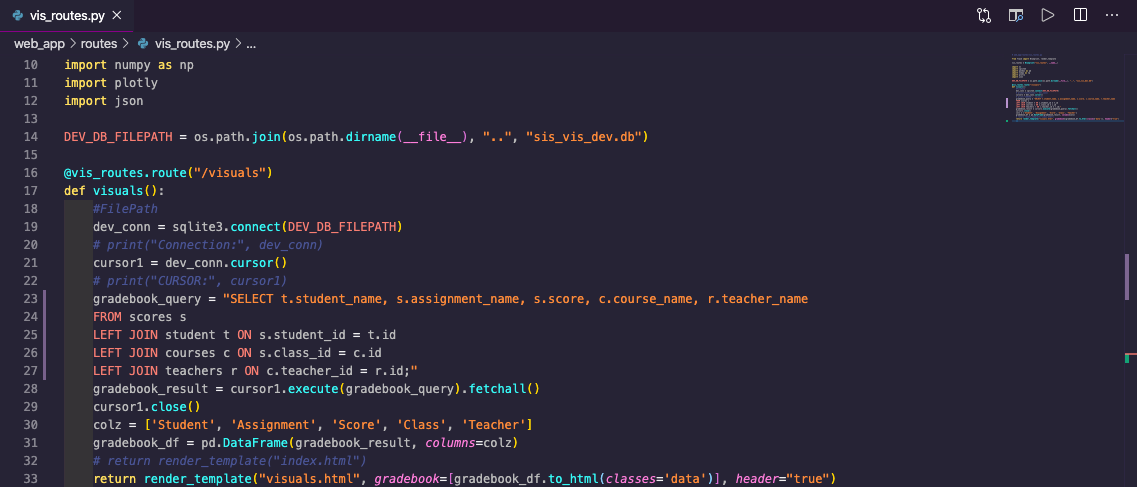 vis_routes.py
web_app > routes > vis_routes.py > ...
10 import numpy as np
11 import plotly
12 import json
13
14 DEV_DB_FILEPATH = os.path.join(os.path.dirname(__file__), "..", "sis_vis_dev.db")
15
16 @vis_routes.route("/visuals")
17 def visuals():
18     #FilePath
19     dev_conn = sqlite3.connect(DEV_DB_FILEPATH)
20     # print("Connection:", dev_conn)
21     cursor1 = dev_conn.cursor()
22     # print("CURSOR:", cursor1)
23     gradebook_query = "SELECT t.student_name, s.assignment_name, s.score, c.course_name, r.teacher_name
24     FROM scores s
25     LEFT JOIN student t ON s.student_id = t.id
26     LEFT JOIN courses c ON s.class_id = c.id
27     LEFT JOIN teachers r ON c.teacher_id = r.id;"
28     gradebook_result = cursor1.execute(gradebook_query).fetchall()
29     cursor1.close()
30     colz = ['Student', 'Assignment', 'Score', 'Class', 'Teacher']
31     gradebook_df = pd.DataFrame(gradebook_result, columns=colz)
32     # return render_template("index.html")
33     return render_template("visuals.html", gradebook=[gradebook_df.to_html(classes='data')], header="true")